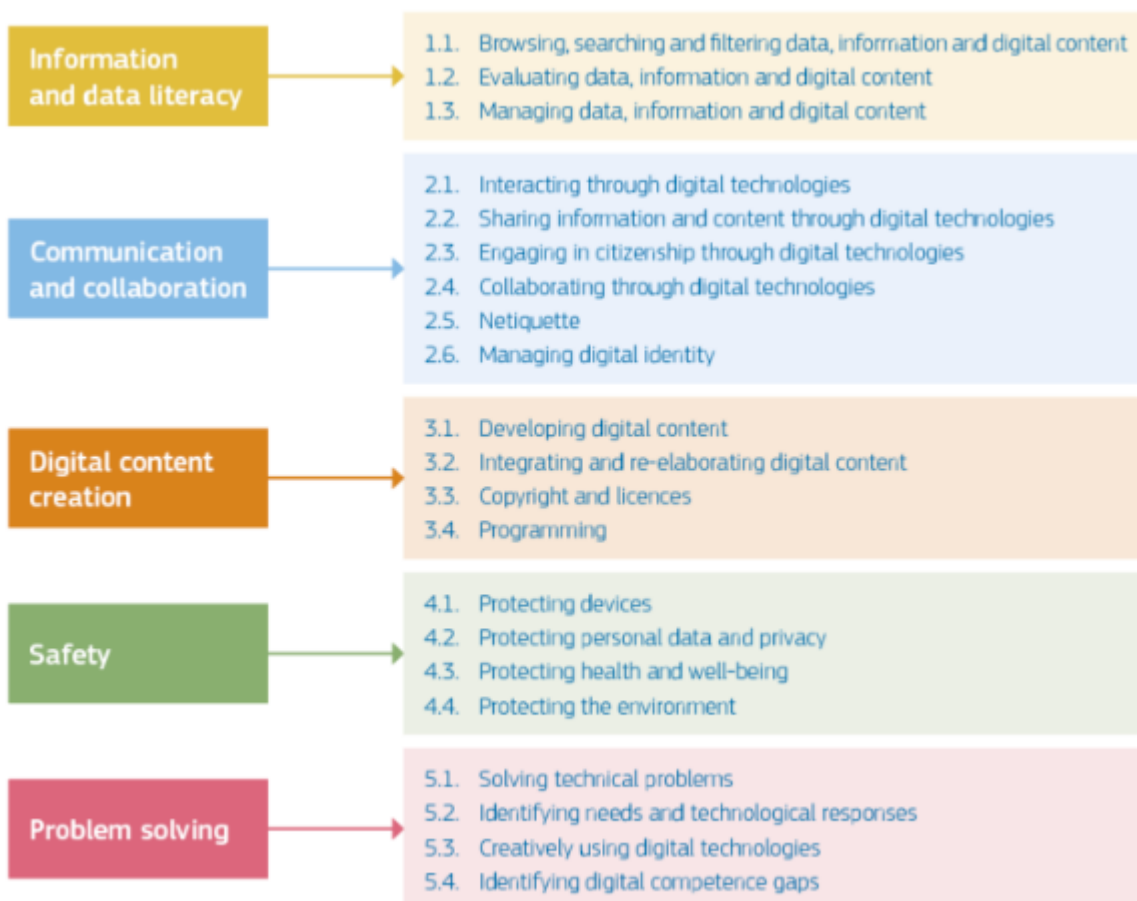 Information
and data literacy
1.1. Browsing, searching and filtering data, information and digital content
1.2. Evaluating data, information and digital content
1.3. Managing data, information and digital content
Communication
and collaboration
2.1. Interacting through digital technologies
2.2. Sharing information and content through digital technologies
2.3. Engaging in citizenship through digital technologies
2.4. Collaborating through digital technologies
2.5. Netiquette
2.6. Managing digital identity
Digital content
creation
3.1. Developing digital content
3.2. Integrating and re-elaborating digital content
3.3. Copyright and licences
3.4. Programming
Safety
4.1. Protecting devices
4.2. Protecting personal data and privacy
4.3. Protecting health and well-being
4.4. Protecting the environment
Problem solving
5.1. Solving technical problems
5.2. Identifying needs and technological responses
5.3. Creatively using digital technologies
5.4. Identifying digital competence gaps